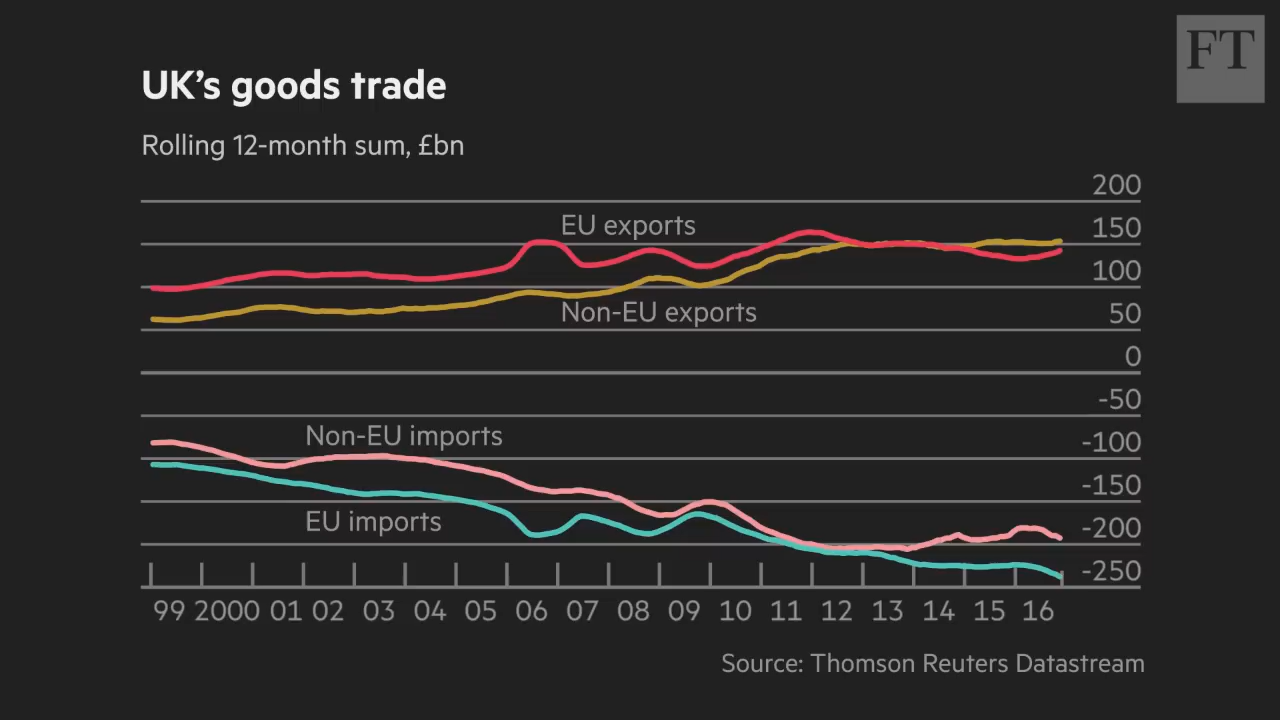 FT
UK’s goods trade
Rolling 12-month sum, £bn
200
EU exports
150
100
Non-EU exports
50
0
-50
Non-EU imports
-100
-150
EU imports
-200
-250
99 2000 01 02 03 04 05 06 07 08 09 10 11 12 13 14 15 16
Source: Thomson Reuters Datastream